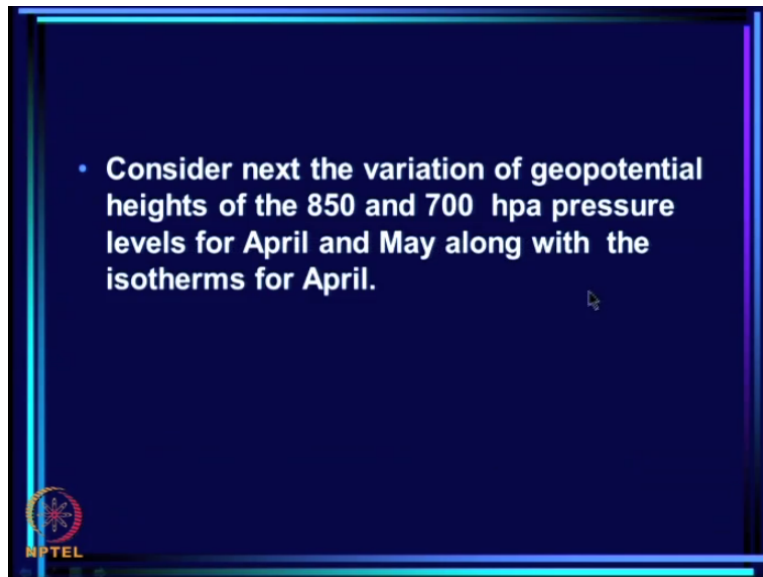 • Consider next the variation of geopotential
heights of the 850 and 700 hpa pressure
levels for April and May along with the
isotherms for April.
NPTEL